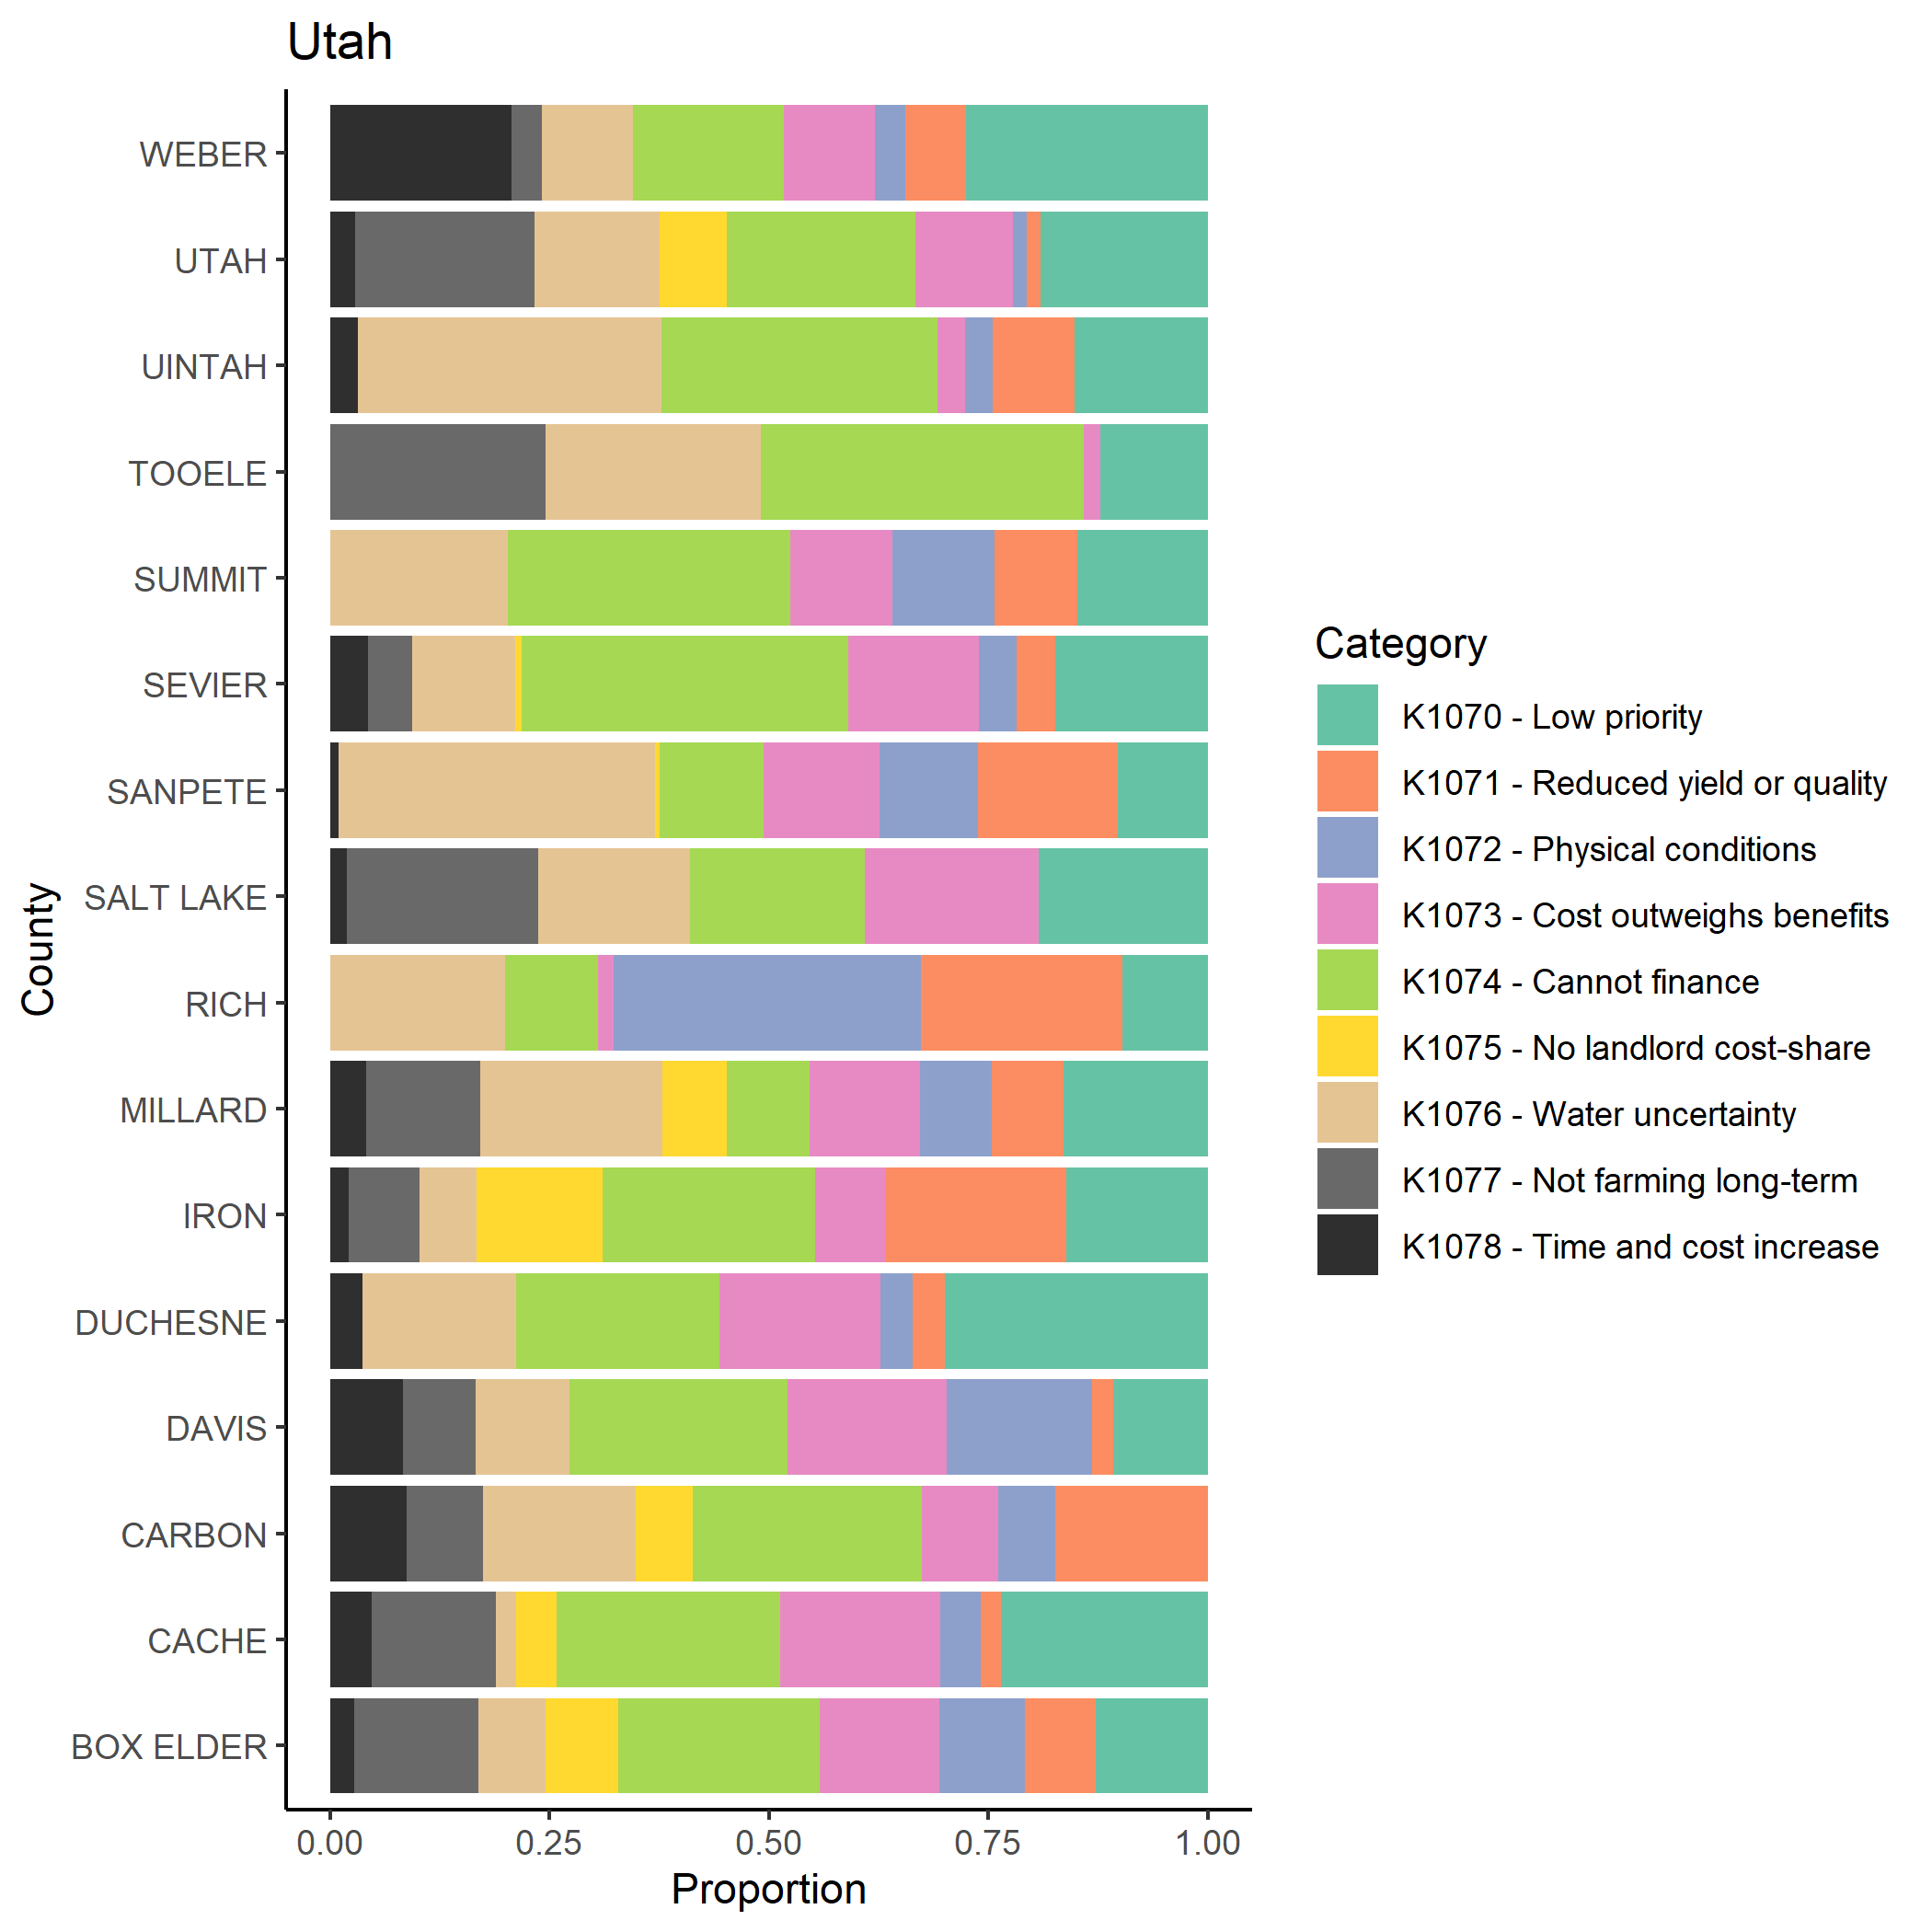 Utah
County
WEBER
UTAH
UINTAH
TOOELE
SUMMIT
SEVIER
SANPETE
SALT LAKE
RICH
MILLARD
IRON
DUCHESNE
DAVIS
CARBON
CACHE
BOX ELDER
0.00 0.25 0.50 0.75 1.00
Proportion
Category
K1070 - Low priority
K1071 - Reduced yield or quality
K1072 - Physical conditions
K1073 - Cost outweighs benefits
K1074 - Cannot finance
K1075 - No landlord cost-share
K1076 - Water uncertainty
K1077 - Not farming long-term
K1078 - Time and cost increase